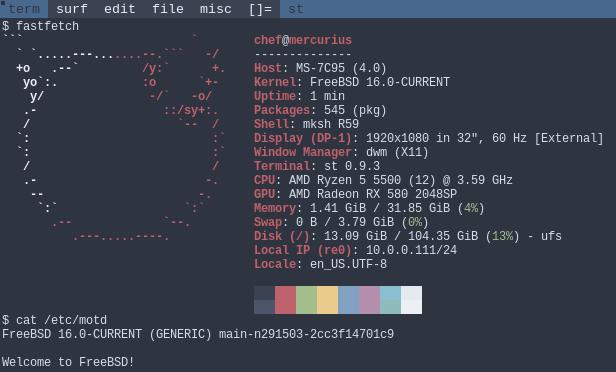 term surf edit file misc []= st
$ fastfetch
```                        `
  ` `.....---.......--.```   -/
  +o   .--`         /y:`      +.
   yo`:.            :o      `+-
    y/               -/`   -o/
   .-                  ::/sy+:.
   /                     `--  /
  `:                          :`
  `:                          :`
   /                          /
   .-                        -.
    --                      -.
     `:`                  `:`
       .--             `--.
          .---.....----.
chef@mercurius
--------------
Host: MS-7C95 (4.0)
Kernel: FreeBSD 16.0-CURRENT
Uptime: 1 min
Packages: 545 (pkg)
Shell: mksh R59
Display (DP-1): 1920x1080 in 32", 60 Hz [External]
Window Manager: dwm (X11)
Terminal: st 0.9.3
CPU: AMD Ryzen 5 5500 (12) @ 3.59 GHz
GPU: AMD Radeon RX 580 2048SP
Memory: 1.41 GiB / 31.85 GiB (4%)
Swap: 0 B / 3.79 GiB (0%)
Disk (/): 13.09 GiB / 104.35 GiB (13%) - ufs
Local IP (re0): 10.0.0.111/24
Locale: en_US.UTF-8
$ cat /etc/motd
FreeBSD 16.0-CURRENT (GENERIC) main-n291503-2cc3f14701c9
Welcome to FreeBSD!